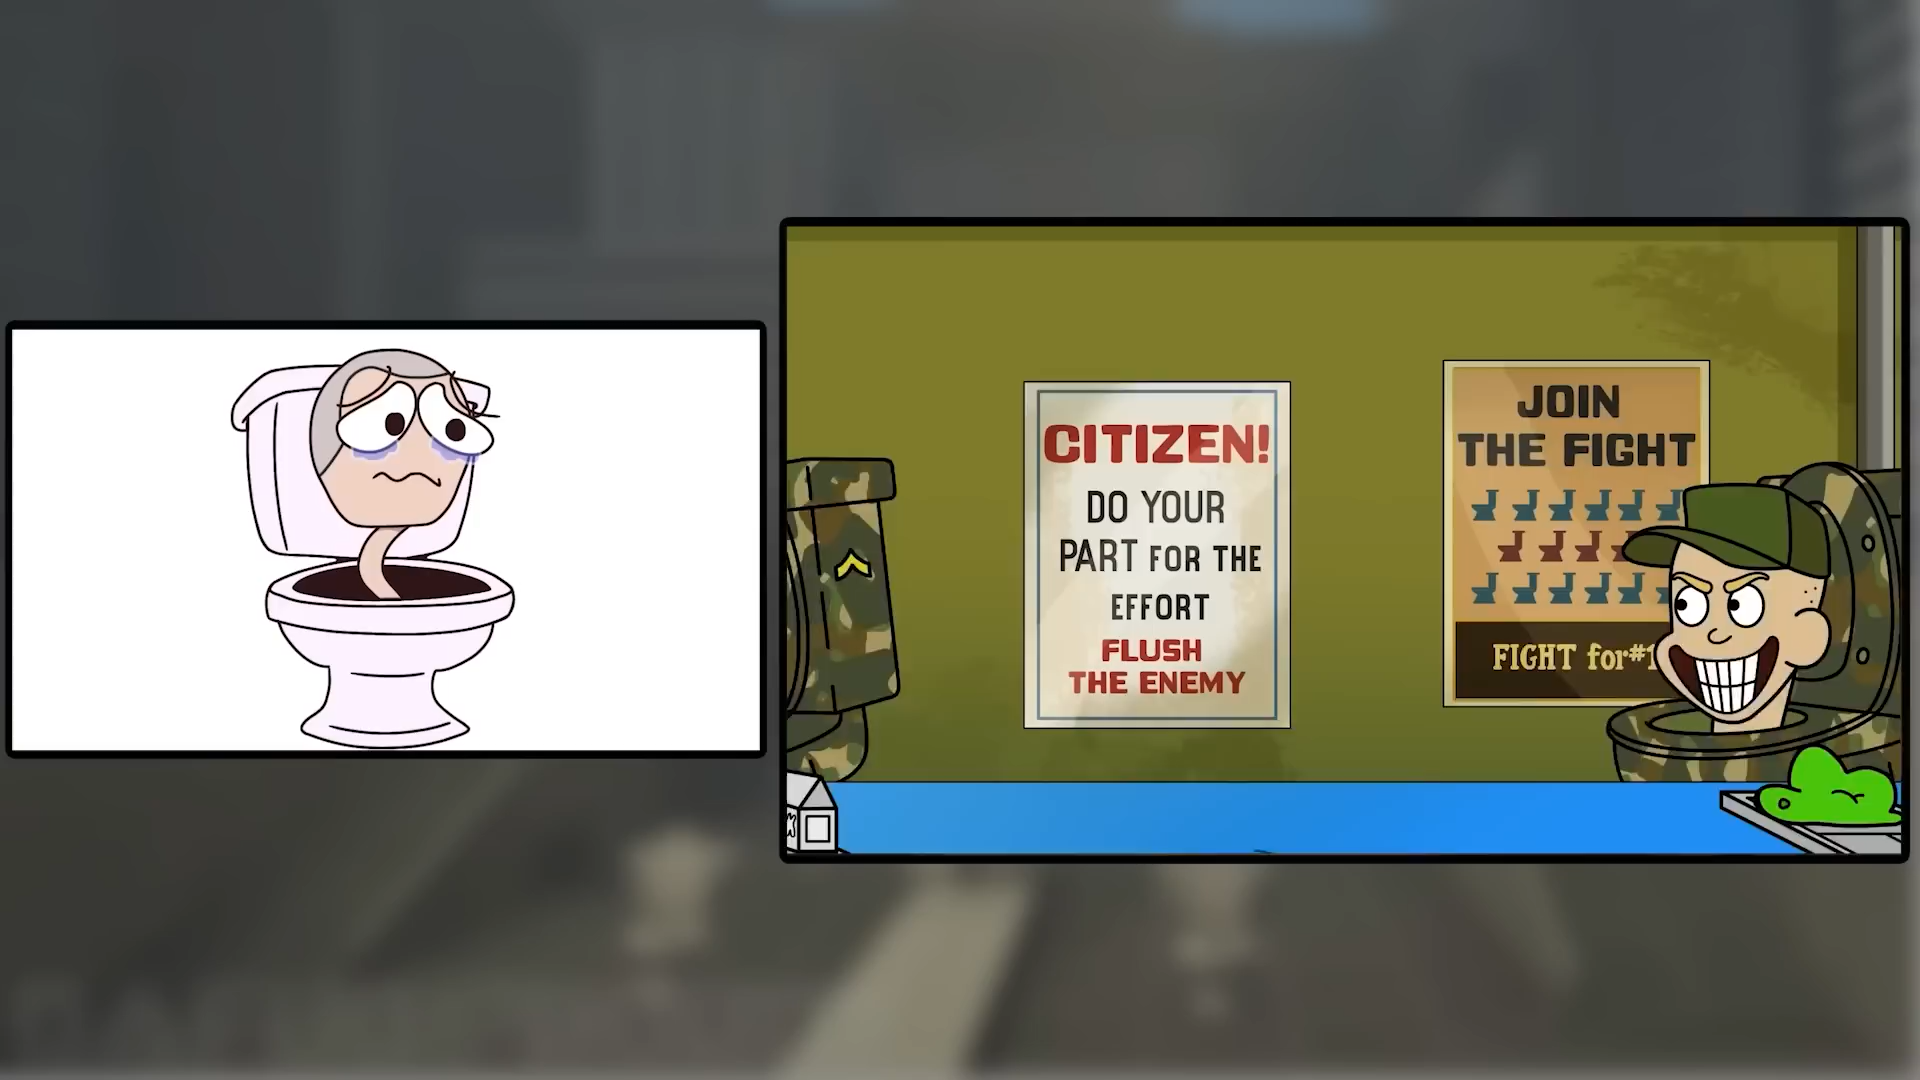 CITIZEN!
DO YOUR
PART FOR THE
EFFORT
FLUSH
THE ENEMY
JOIN
THE FIGHT
FIGHT for #1